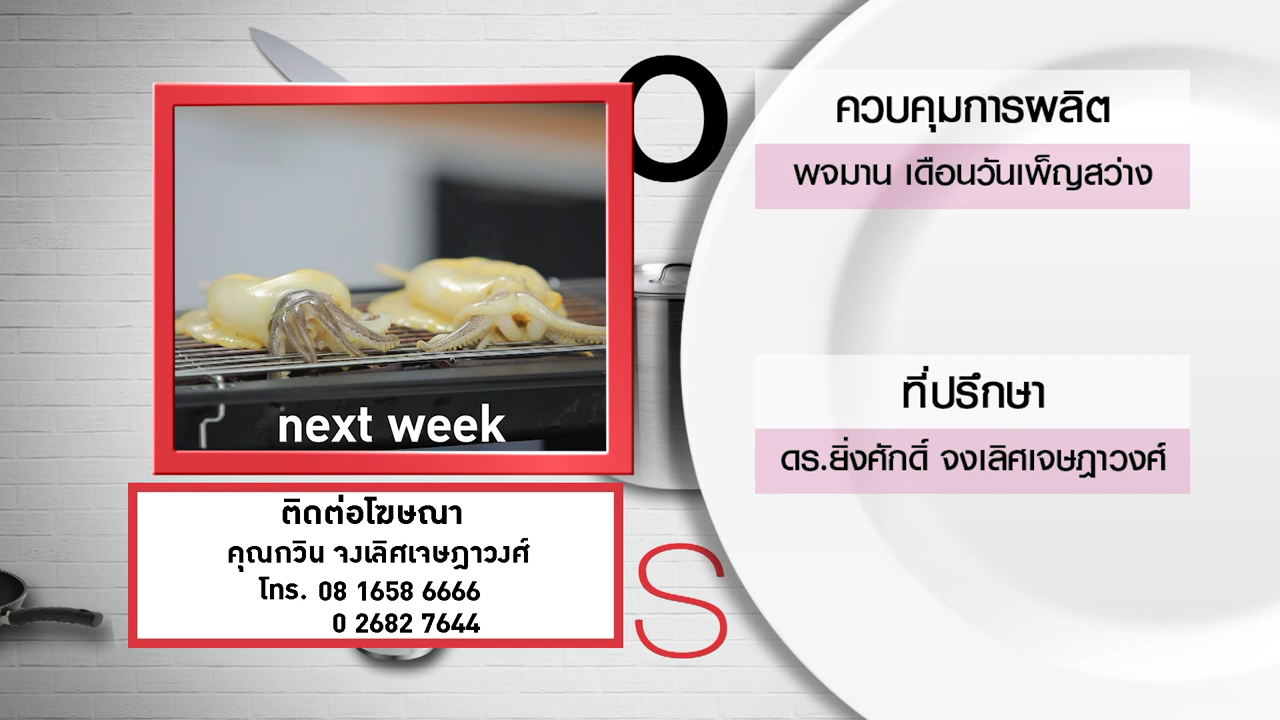 O
ควบคุมการผลิต
พจมาน เดือนวันเพ็ญสว่าง
ที่ปรึกษา
ดร.ยิ่งศักดิ์ จงเลิศเจษฎาวงศ์
next week
ติดต่อโฆษณา
คุณกวิน จงเลิศเจษฎาวงศ์
โทร. 08 1658 6666
0 2682 7644
S